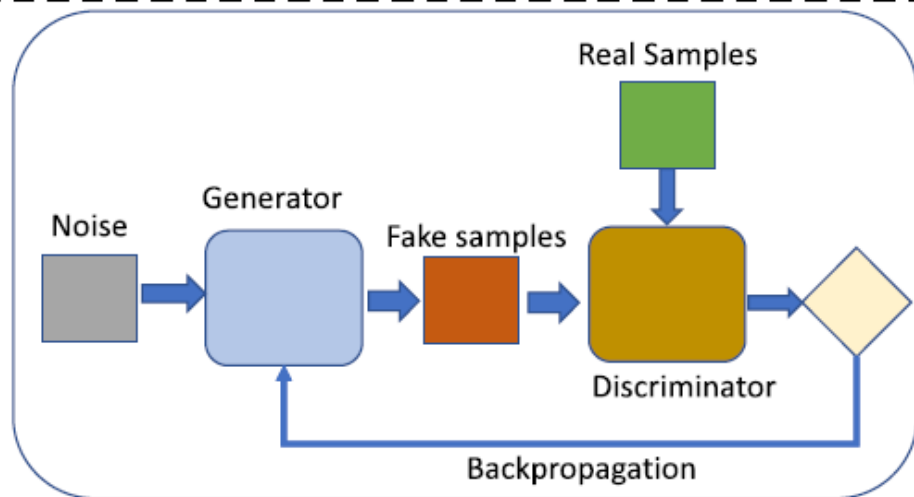 Real Samples
Generator
Noise
Fake samples
Discriminator
Backpropagation